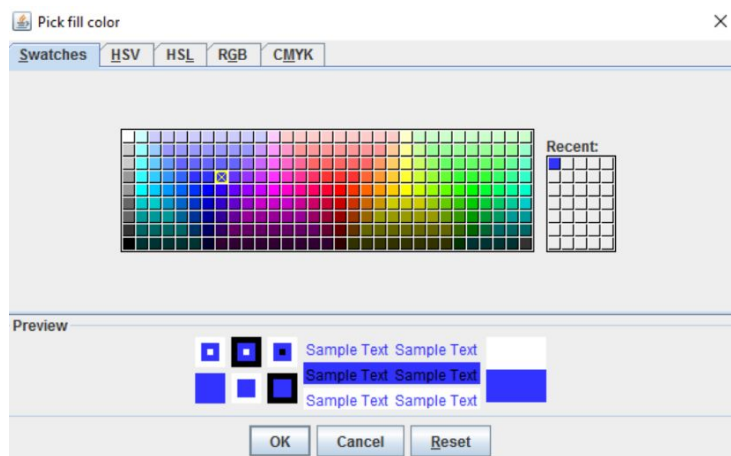 Pick fill color
Swatches HSV HSL RGB CMYK
Recent:
Preview
Sample Text Sample Text
Sample Text Sample Text
Sample Text Sample Text
OK Cancel Reset